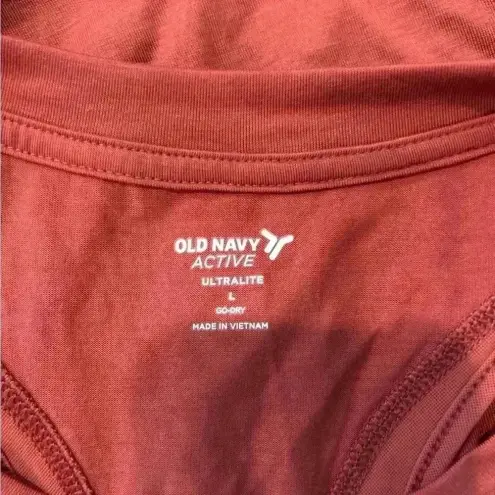 OLD NAVY
ACTIVE
ULTRALITE
L
GO-DRY
MADE IN VIETNAM